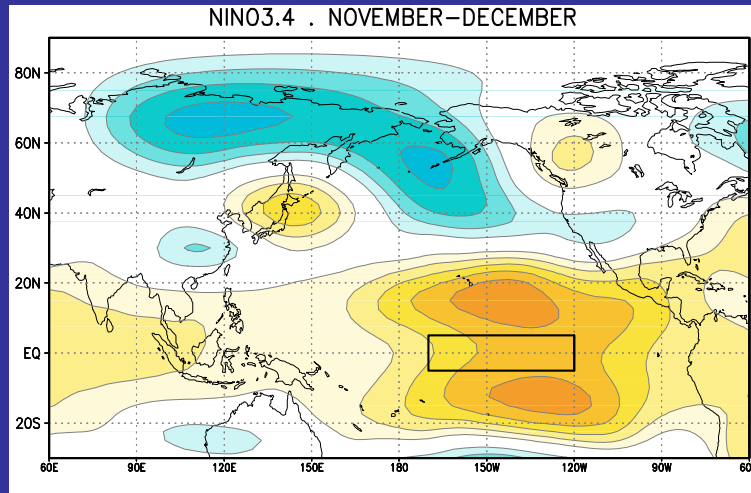 NINO3.4 . NOVEMBER–DECEMBER
80N
60N
40N
20N
EQ
20S
60E 90E 120E 150E 180 150W 120W 90W 60